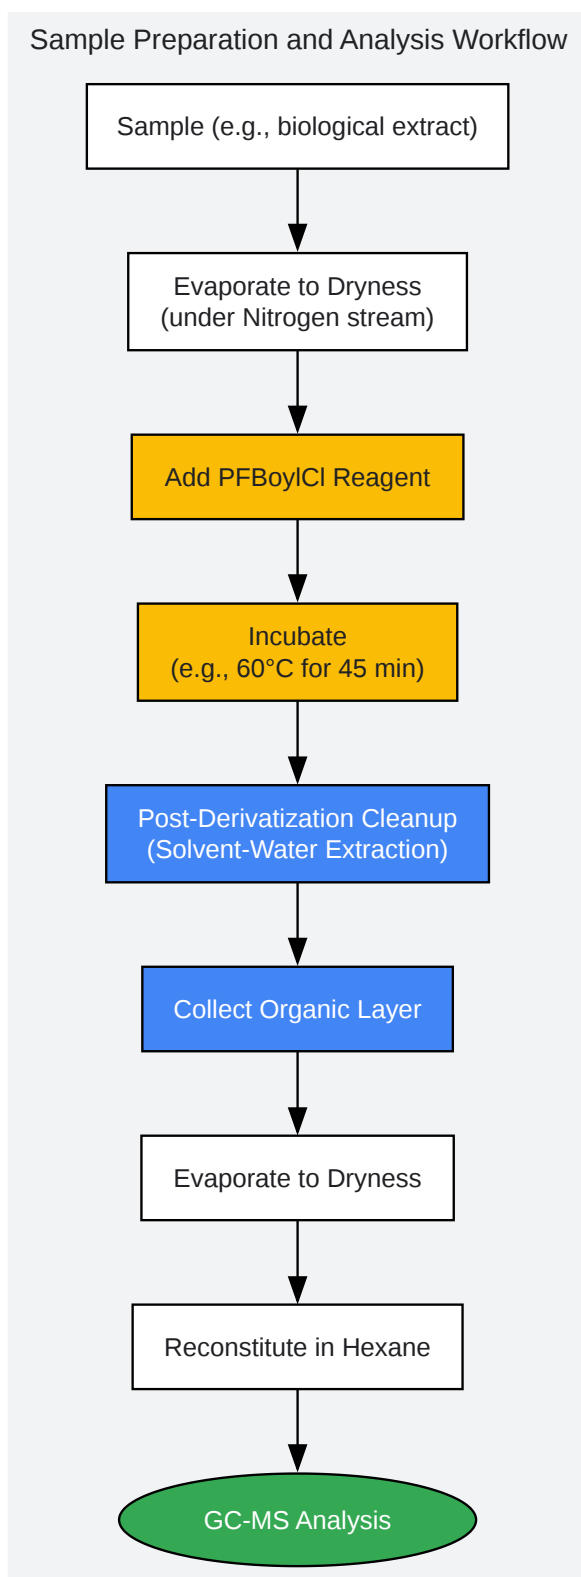 Sample Preparation and Analysis Workflow
Sample (e.g., biological extract)
Evaporate to Dryness
(under Nitrogen stream)
Add PFBoylCl Reagent
Incubate
(e.g., 60°C for 45 min)
Post-Derivatization Cleanup
(Solvent-Water Extraction)
Collect Organic Layer
Evaporate to Dryness
Reconstitute in Hexane
GC-MS Analysis